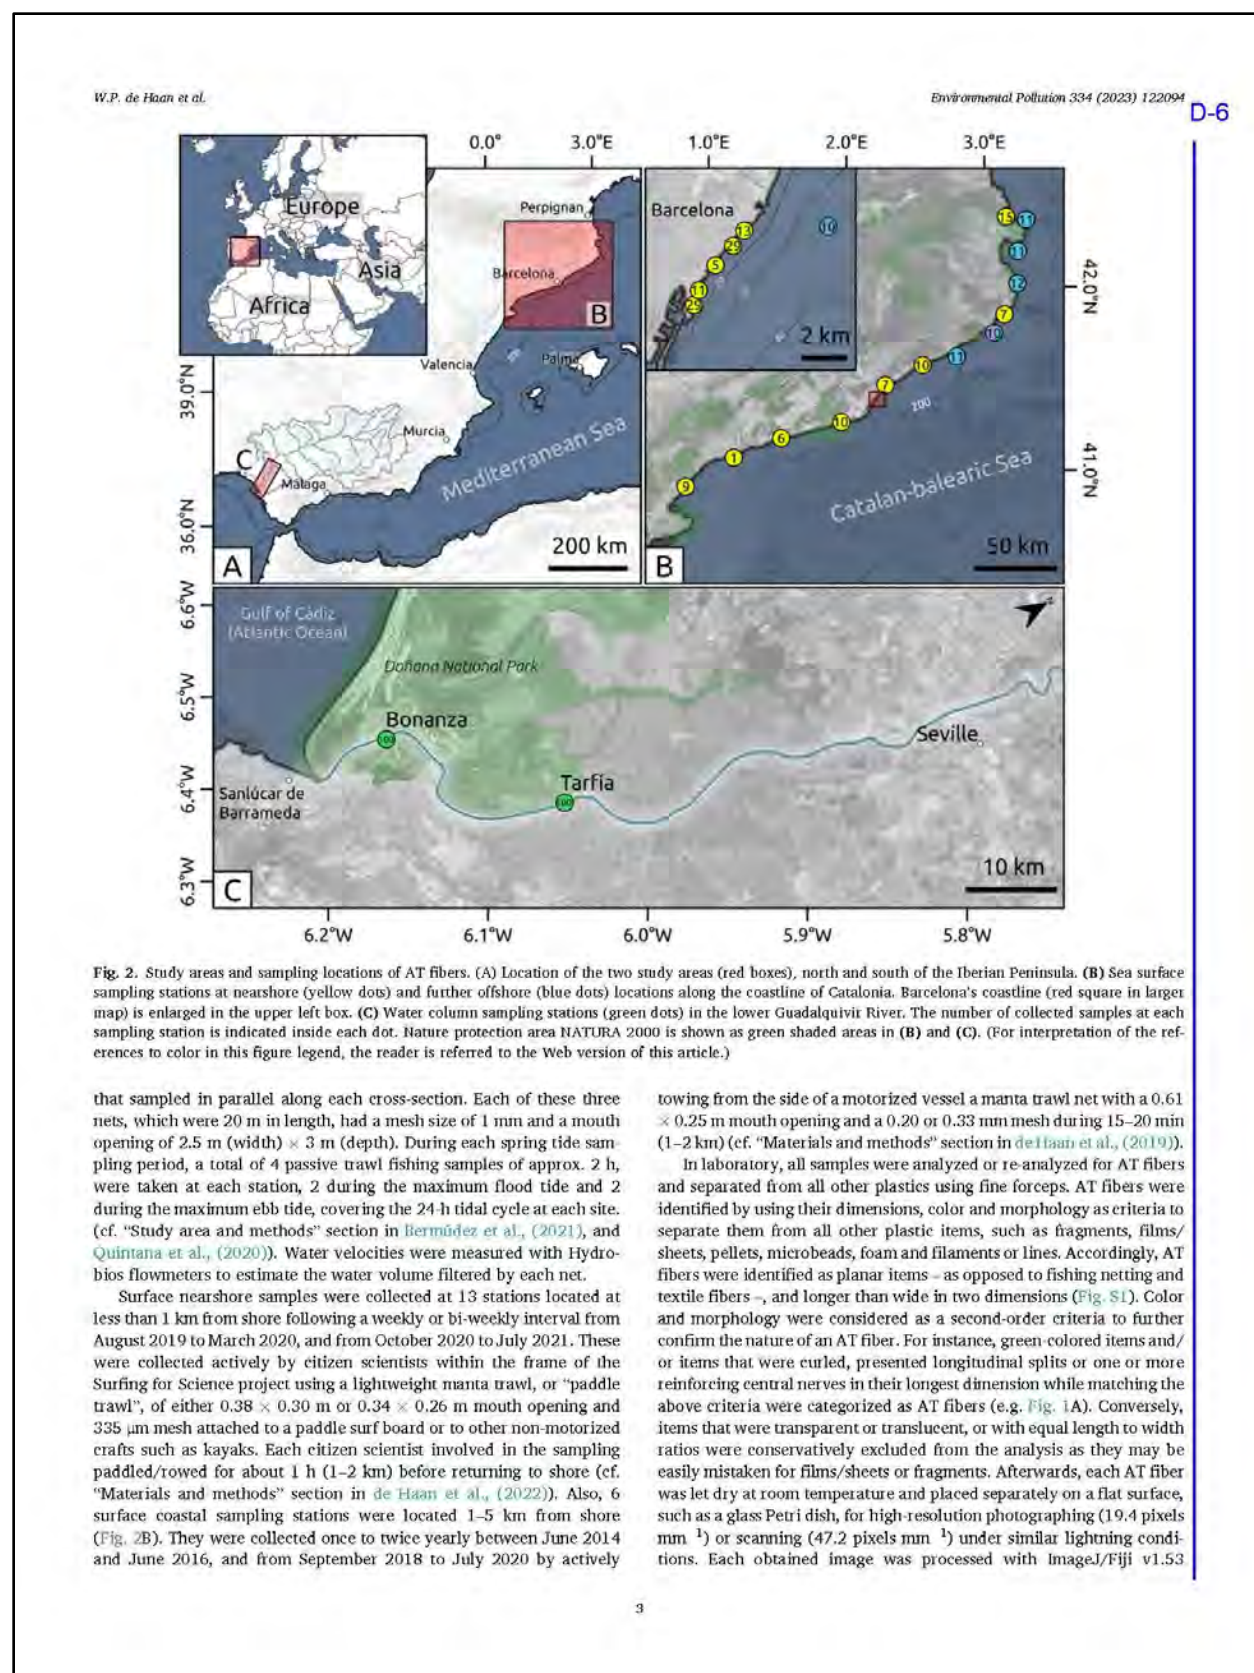 W.P. de Haan et al.
Environmental Pollution 334 (2023) 122094
D-6
0.0°
3.0°E
1.0°E
2.0°E
3.0°E
Europe
Asia
Africa
Perpignan
Barcelona
B
Valencia
Palma
Murcia
C
Málaga
Mediterranean Sea
39.0°N
36.0°N
A
200 km
Barcelona
13
29
5
11
29
10
2 km
15
11
11
12
7
10
11
10
7
200
10
6
1
9
Catalan-balearic Sea
42.0°N
41.0°N
B
50 km
6.6°W
6.5°W
6.4°W
6.3°W
Gulf of Cádiz
(Atlantic Ocean)
Doñana National Park
Bonanza
Tarfía
Seville
Sanlúcar de
Barrameda
C
10 km
6.2°W
6.1°W
6.0°W
5.9°W
5.8°W
Fig. 2. Study areas and sampling locations of AT fibers. (A) Location of the two study areas (red boxes), north and south of the Iberian Peninsula. (B) Sea surface
sampling stations at nearshore (yellow dots) and further offshore (blue dots) locations along the coastline of Catalonia. Barcelona's coastline (red square in larger
map) is enlarged in the upper left box. (C) Water column sampling stations (green dots) in the lower Guadalquivir River. The number of collected samples at each
sampling station is indicated inside each dot. Nature protection area NATURA 2000 is shown as green shaded areas in (B) and (C). (For interpretation of the ref-
erences to color in this figure legend, the reader is referred to the Web version of this article.)
that sampled in parallel along each cross-section. Each of these three
nets, which were 20 m in length, had a mesh size of 1 mm and a mouth
opening of 2.5 m (width) × 3 m (depth). During each spring tide sam-
pling period, a total of 4 passive trawl fishing samples of approx. 2 h,
were taken at each station, 2 during the maximum flood tide and 2
during the maximum ebb tide, covering the 24-h tidal cycle at each site.
(cf. "Study area and methods" section in Bermúdez et al., (2021), and
Quintana et al., (2020)). Water velocities were measured with Hydro-
bios flowmeters to estimate the water volume filtered by each net.
Surface nearshore samples were collected at 13 stations located at
less than 1 km from shore following a weekly or bi-weekly interval from
August 2019 to March 2020, and from October 2020 to July 2021. These
were collected actively by citizen scientists within the frame of the
Surfing for Science project using a lightweight manta trawl, or "paddle
trawl", of either 0.38 × 0.30 m or 0.34 × 0.26 m mouth opening and
335 μm mesh attached to a paddle surf board or to other non-motorized
crafts such as kayaks. Each citizen scientist involved in the sampling
paddled/rowed for about 1 h (1–2 km) before returning to shore (cf.
"Materials and methods" section in de Haan et al., (2022)). Also, 6
surface coastal sampling stations were located 1–5 km from shore
(Fig. 2B). They were collected once to twice yearly between June 2014
and June 2016, and from September 2018 to July 2020 by actively
towing from the side of a motorized vessel a manta trawl net with a 0.61
× 0.25 m mouth opening and a 0.20 or 0.33 mm mesh during 15–20 min
(1–2 km) (cf. "Materials and methods" section in de Haan et al., (2019)).
In laboratory, all samples were analyzed or re-analyzed for AT fibers
and separated from all other plastics using fine forceps. AT fibers were
identified by using their dimensions, color and morphology as criteria to
separate them from all other plastic items, such as fragments, films/
sheets, pellets, microbeads, foam and filaments or lines. Accordingly, AT
fibers were identified as planar items – as opposed to fishing netting and
textile fibers –, and longer than wide in two dimensions (Fig. S1). Color
and morphology were considered as a second-order criteria to further
confirm the nature of an AT fiber. For instance, green-colored items and/
or items that were curled, presented longitudinal splits or one or more
reinforcing central nerves in their longest dimension while matching the
above criteria were categorized as AT fibers (e.g. Fig. 1A). Conversely,
items that were transparent or translucent, or with equal length to width
ratios were conservatively excluded from the analysis as they may be
easily mistaken for films/sheets or fragments. Afterwards, each AT fiber
was let dry at room temperature and placed separately on a flat surface,
such as a glass Petri dish, for high-resolution photographing (19.4 pixels
mm ¹) or scanning (47.2 pixels mm ¹) under similar lightning condi-
tions. Each obtained image was processed with ImageJ/Fiji v1.53
3